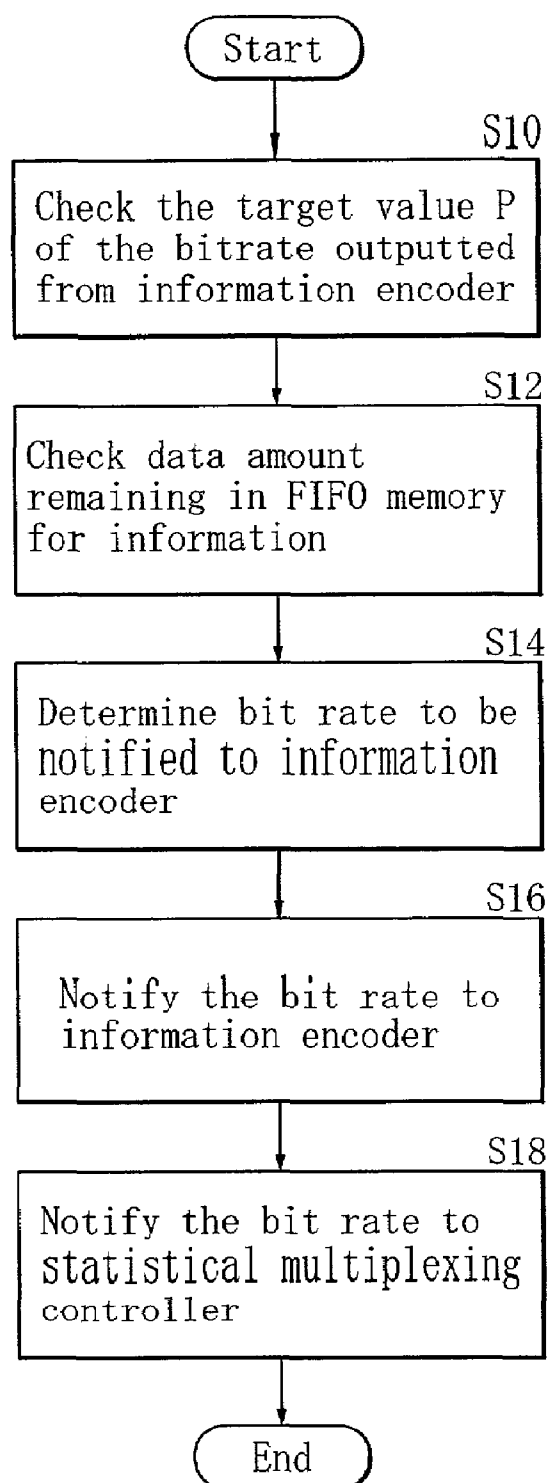 Start
S10
Check the target value P
of the bitrate outputted
from information encoder
S12
Check data amount
remaining in FIFO memory
for information
S14
Determine bit rate to be
notified to information
encoder
S16
Notify the bit rate to
information encoder
S18
Notify the bit rate to
statistical multiplexing
controller
End